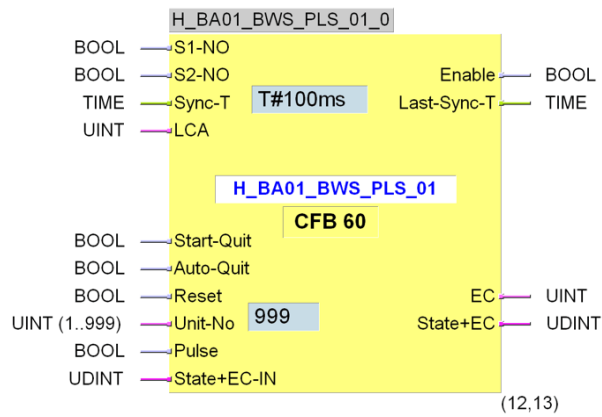 H_BA01_BWS_PLS_01_0
BOOL S1-NO
BOOL S2-NO Enable BOOL
TIME Sync-T T#100ms Last-Sync-T TIME
UINT LCA
H_BA01_BWS_PLS_01
CFB 60
BOOL Start-Quit
BOOL Auto-Quit
BOOL Reset EC UINT
UINT (1..999) Unit-No 999 State+EC UDINT
BOOL Pulse
UDINT State+EC-IN
(12,13)